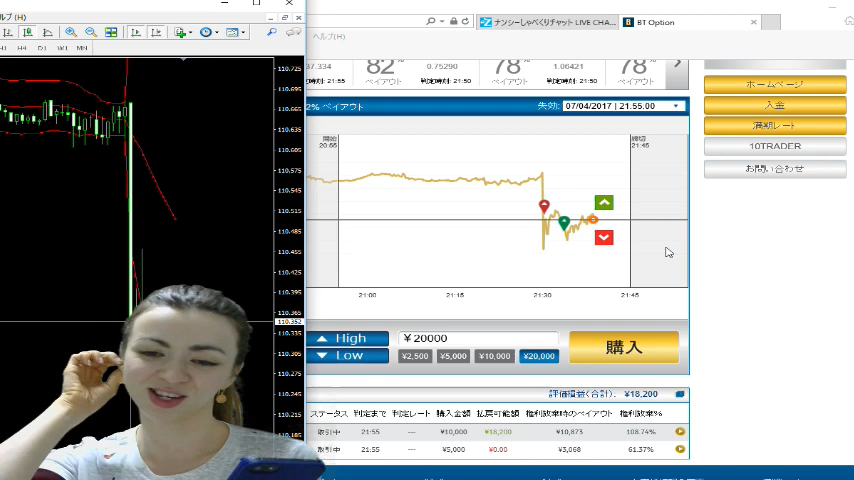 ルプ(H)
H1 H4 D1 W1 MN
ナンシーしゃべくりチャット LIVE CHA...
BT Option
ヘルプ(H)
37.334 82% 0.75290 78% 1.06421 78%
判定時刻: 21:55 ペイアウト 判定時刻: 21:50 ペイアウト 判定時刻: 21:50 ペイアウト
2% ペイアウト 失効: 07/04/2017 | 21:55:00
開始
20:55
締切
21:45
21:00 21:15 21:30 21:45
ホームページ
入金
満期レート
10TRADER
お問い合わせ
110.725
110.695
110.665
110.635
110.605
110.575
110.545
110.515
110.485
110.455
110.425
110.395
110.365
110.352
110.335
110.305
110.275
110.245
110.215
110.185
High ¥20000
Low ¥2,500 ¥5,000 ¥10,000 ¥20,000
購入
評価損益(合計): ¥18,200
ステータス 判定まで 判定レート 購入金額 払戻可能額 権利放棄時のペイアウト 権利放棄%
取引中 21:55 --- ¥10,000 ¥18,200 ¥10,873 108.74%
取引中 21:55 --- ¥5,000 ¥0.00 ¥3,068 61.37%